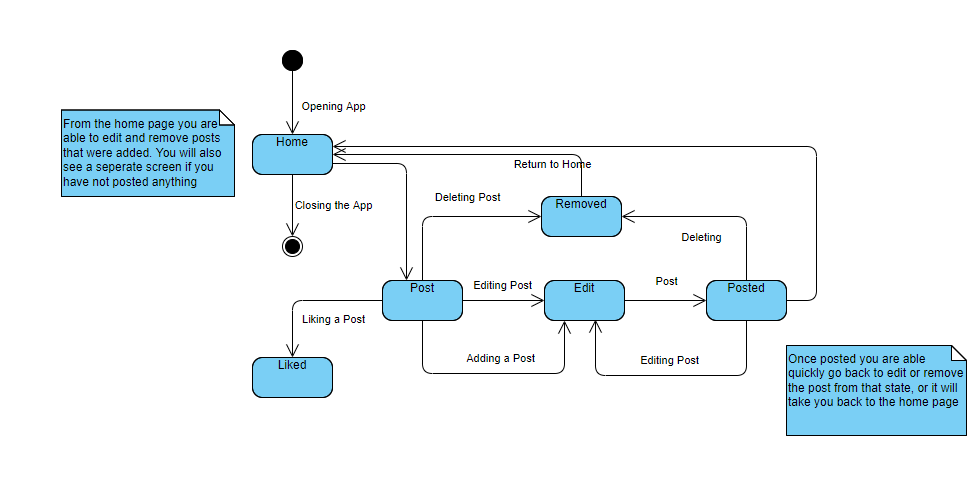 Opening App
From the home page you are
able to edit and remove posts
that were added. You will also
see a seperate screen if you
have not posted anything
Home
Return to Home
Closing the App
Deleting Post
Removed
Deleting
Post
Editing Post
Edit
Post
Posted
Liking a Post
Adding a Post
Editing Post
Liked
Once posted you are able
quickly go back to edit or remove
the post from that state, or it will
take you back to the home page